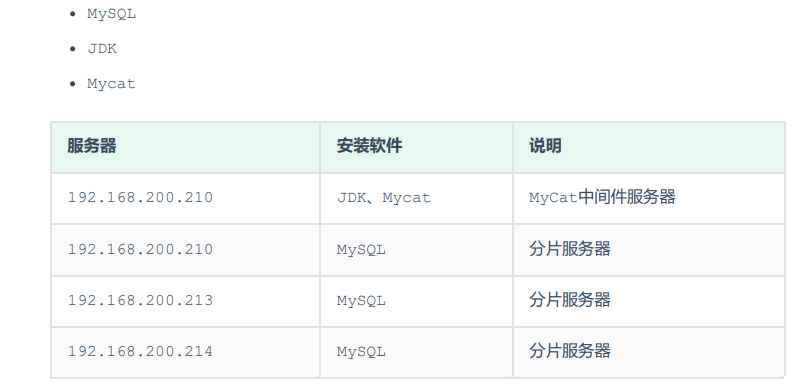 MySQL
JDK
Mycat
服务器 安装软件 说明
192.168.200.210 JDK、Mycat MyCat中间件服务器
192.168.200.210 MySQL 分片服务器
192.168.200.213 MySQL 分片服务器
192.168.200.214 MySQL 分片服务器